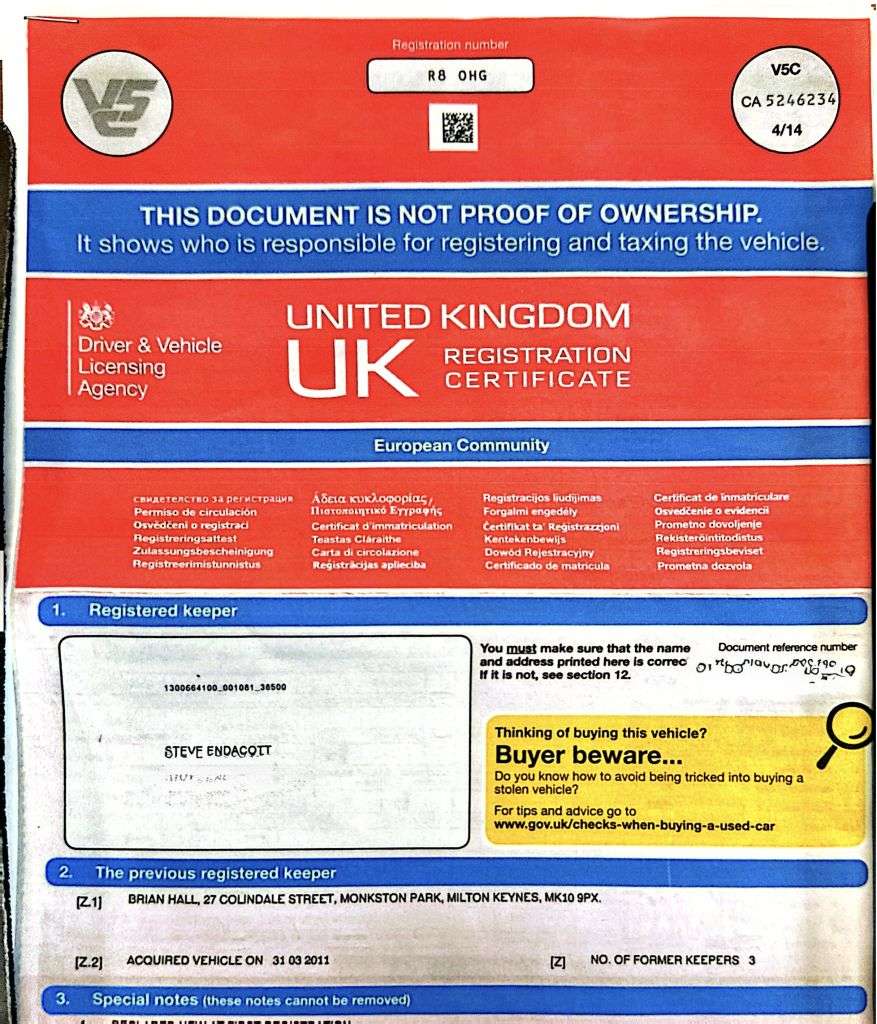 Registration number
R8 OHG
V5C
V5C
CA 5246234
4/14
THIS DOCUMENT IS NOT PROOF OF OWNERSHIP.
It shows who is responsible for registering and taxing the vehicle.
Driver & Vehicle
Licensing
Agency
UNITED KINGDOM
UK REGISTRATION
CERTIFICATE
European Community
свидетелство за регистрация
Permiso de circulación
Osvědčení o registraci
Registreringsattest
Zulassungsbescheinigung
Registreerimistunnistus
Άδεια κυκλοφορίας/
Πιστοποιητικό Εγγραφής
Certificat d'immatriculation
Teastas Cláraithe
Carta di circolazione
Reģistrācijas apliecība
Registracijos liudijimas
Forgalmi engedély
Ċertifikat ta' Reġistrazzjoni
Kentekenbewijs
Dowód Rejestracyjny
Certificado de matrícula
Certificat de înmatriculare
Osvedčenie o evidencii
Prometno dovoljenje
Rekisteröintitodistus
Registreringsbeviset
Prometna dozvola
1. Registered keeper
1300664100_001081_36500
STEVE ENDACOTT
You must make sure that the name
and address printed here is correc
If it is not, see section 12.
Document reference number
Thinking of buying this vehicle?
Buyer beware...
Do you know how to avoid being tricked into buying a
stolen vehicle?
For tips and advice go to
www.gov.uk/checks-when-buying-a-used-car
2. The previous registered keeper
[Z.1] BRIAN HALL, 27 COLINDALE STREET, MONKSTON PARK, MILTON KEYNES, MK10 9PX.
[Z.2] ACQUIRED VEHICLE ON 31 03 2011
[Z] NO. OF FORMER KEEPERS 3
3. Special notes (these notes cannot be removed)